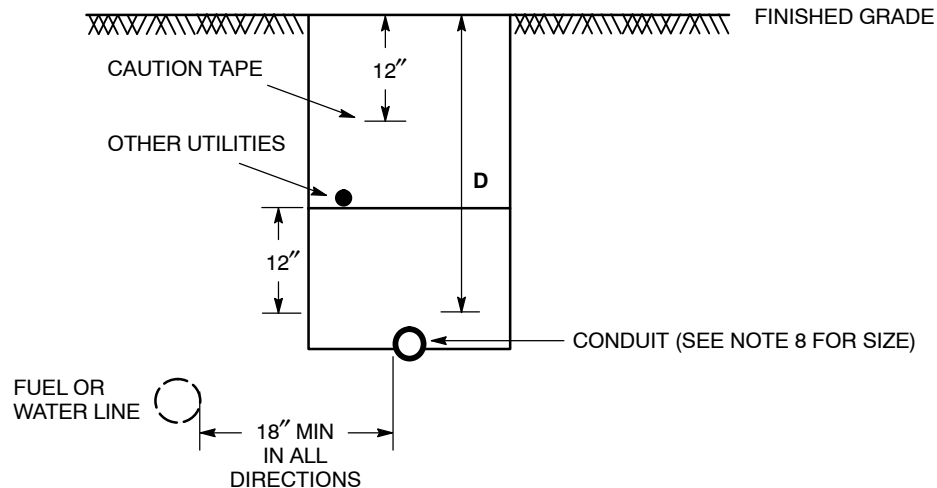 FINISHED GRADE
CAUTION TAPE
12″
OTHER UTILITIES
D
12″
CONDUIT (SEE NOTE 8 FOR SIZE)
FUEL OR
WATER LINE
18″ MIN
IN ALL
DIRECTIONS